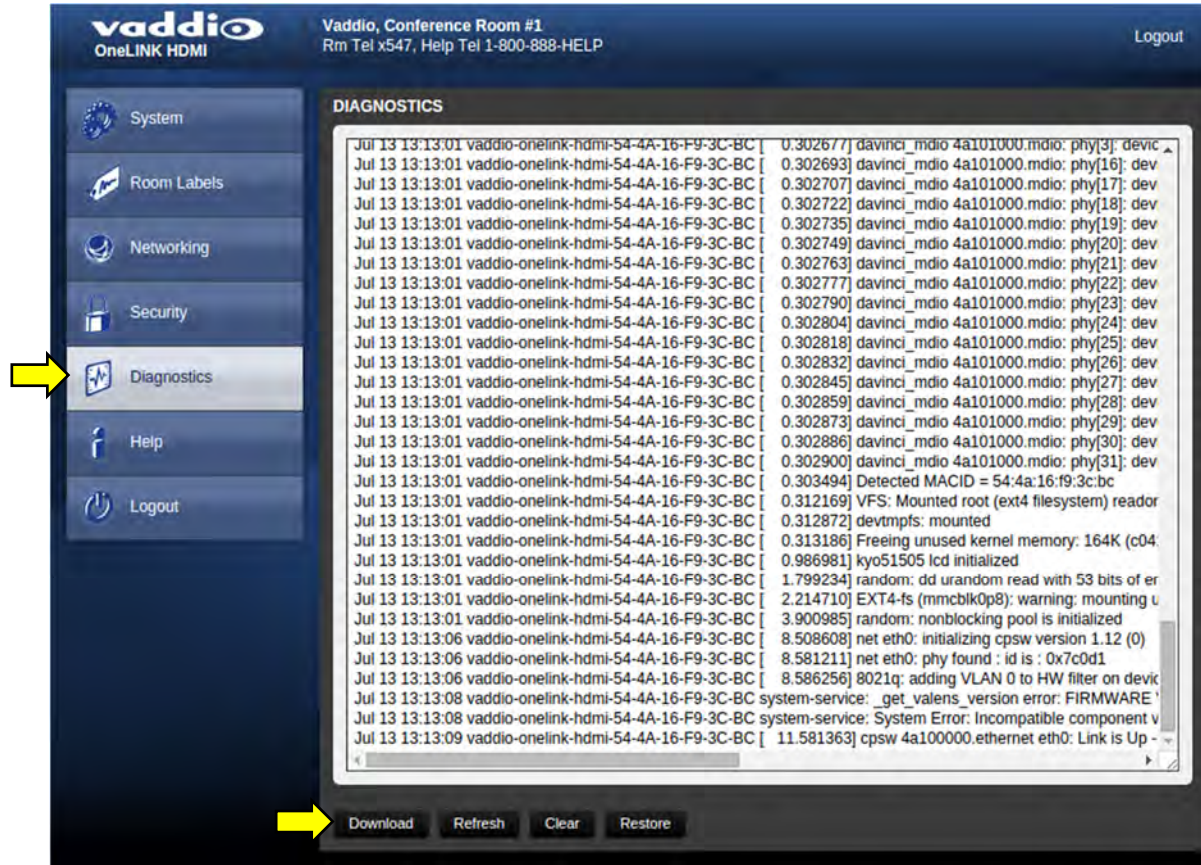 vaddio
OneLINK HDMI
Vaddio, Conference Room #1
Rm Tel x547, Help Tel 1-800-888-HELP
Logout
System
Room Labels
Networking
Security
Diagnostics
Help
Logout
DIAGNOSTICS
Jul 13 13:13:01 vaddio-onelink-hdmi-54-4A-16-F9-3C-BC [ 0.302677] davinci_mdio 4a101000.mdio: phy[3]: devic
Jul 13 13:13:01 vaddio-onelink-hdmi-54-4A-16-F9-3C-BC [ 0.302693] davinci_mdio 4a101000.mdio: phy[16]: dev
Jul 13 13:13:01 vaddio-onelink-hdmi-54-4A-16-F9-3C-BC [ 0.302707] davinci_mdio 4a101000.mdio: phy[17]: dev
Jul 13 13:13:01 vaddio-onelink-hdmi-54-4A-16-F9-3C-BC [ 0.302722] davinci_mdio 4a101000.mdio: phy[18]: dev
Jul 13 13:13:01 vaddio-onelink-hdmi-54-4A-16-F9-3C-BC [ 0.302735] davinci_mdio 4a101000.mdio: phy[19]: dev
Jul 13 13:13:01 vaddio-onelink-hdmi-54-4A-16-F9-3C-BC [ 0.302749] davinci_mdio 4a101000.mdio: phy[20]: dev
Jul 13 13:13:01 vaddio-onelink-hdmi-54-4A-16-F9-3C-BC [ 0.302763] davinci_mdio 4a101000.mdio: phy[21]: dev
Jul 13 13:13:01 vaddio-onelink-hdmi-54-4A-16-F9-3C-BC [ 0.302777] davinci_mdio 4a101000.mdio: phy[22]: dev
Jul 13 13:13:01 vaddio-onelink-hdmi-54-4A-16-F9-3C-BC [ 0.302790] davinci_mdio 4a101000.mdio: phy[23]: dev
Jul 13 13:13:01 vaddio-onelink-hdmi-54-4A-16-F9-3C-BC [ 0.302804] davinci_mdio 4a101000.mdio: phy[24]: dev
Jul 13 13:13:01 vaddio-onelink-hdmi-54-4A-16-F9-3C-BC [ 0.302818] davinci_mdio 4a101000.mdio: phy[25]: dev
Jul 13 13:13:01 vaddio-onelink-hdmi-54-4A-16-F9-3C-BC [ 0.302832] davinci_mdio 4a101000.mdio: phy[26]: dev
Jul 13 13:13:01 vaddio-onelink-hdmi-54-4A-16-F9-3C-BC [ 0.302845] davinci_mdio 4a101000.mdio: phy[27]: dev
Jul 13 13:13:01 vaddio-onelink-hdmi-54-4A-16-F9-3C-BC [ 0.302859] davinci_mdio 4a101000.mdio: phy[28]: dev
Jul 13 13:13:01 vaddio-onelink-hdmi-54-4A-16-F9-3C-BC [ 0.302873] davinci_mdio 4a101000.mdio: phy[29]: dev
Jul 13 13:13:01 vaddio-onelink-hdmi-54-4A-16-F9-3C-BC [ 0.302886] davinci_mdio 4a101000.mdio: phy[30]: dev
Jul 13 13:13:01 vaddio-onelink-hdmi-54-4A-16-F9-3C-BC [ 0.302900] davinci_mdio 4a101000.mdio: phy[31]: dev
Jul 13 13:13:01 vaddio-onelink-hdmi-54-4A-16-F9-3C-BC [ 0.303494] Detected MACID = 54:4a:16:f9:3c:bc
Jul 13 13:13:01 vaddio-onelink-hdmi-54-4A-16-F9-3C-BC [ 0.312169] VFS: Mounted root (ext4 filesystem) reador
Jul 13 13:13:01 vaddio-onelink-hdmi-54-4A-16-F9-3C-BC [ 0.312872] devtmpfs: mounted
Jul 13 13:13:01 vaddio-onelink-hdmi-54-4A-16-F9-3C-BC [ 0.313186] Freeing unused kernel memory: 164K (c04
Jul 13 13:13:01 vaddio-onelink-hdmi-54-4A-16-F9-3C-BC [ 0.986981] kyo51505 lcd initialized
Jul 13 13:13:01 vaddio-onelink-hdmi-54-4A-16-F9-3C-BC [ 1.799234] random: dd urandom read with 53 bits of er
Jul 13 13:13:01 vaddio-onelink-hdmi-54-4A-16-F9-3C-BC [ 2.214710] EXT4-fs (mmcblk0p8): warning: mounting u
Jul 13 13:13:01 vaddio-onelink-hdmi-54-4A-16-F9-3C-BC [ 3.900985] random: nonblocking pool is initialized
Jul 13 13:13:06 vaddio-onelink-hdmi-54-4A-16-F9-3C-BC [ 8.508608] net eth0: initializing cpsw version 1.12 (0)
Jul 13 13:13:06 vaddio-onelink-hdmi-54-4A-16-F9-3C-BC [ 8.581211] net eth0: phy found : id is : 0x7c0d1
Jul 13 13:13:06 vaddio-onelink-hdmi-54-4A-16-F9-3C-BC [ 8.586256] 8021q: adding VLAN 0 to HW filter on devic
Jul 13 13:13:08 vaddio-onelink-hdmi-54-4A-16-F9-3C-BC system-service: _get_valens_version error: FIRMWARE
Jul 13 13:13:08 vaddio-onelink-hdmi-54-4A-16-F9-3C-BC system-service: System Error: Incompatible component v
Jul 13 13:13:09 vaddio-onelink-hdmi-54-4A-16-F9-3C-BC [ 11.581363] cpsw 4a100000.ethernet eth0: Link is Up -
Download Refresh Clear Restore